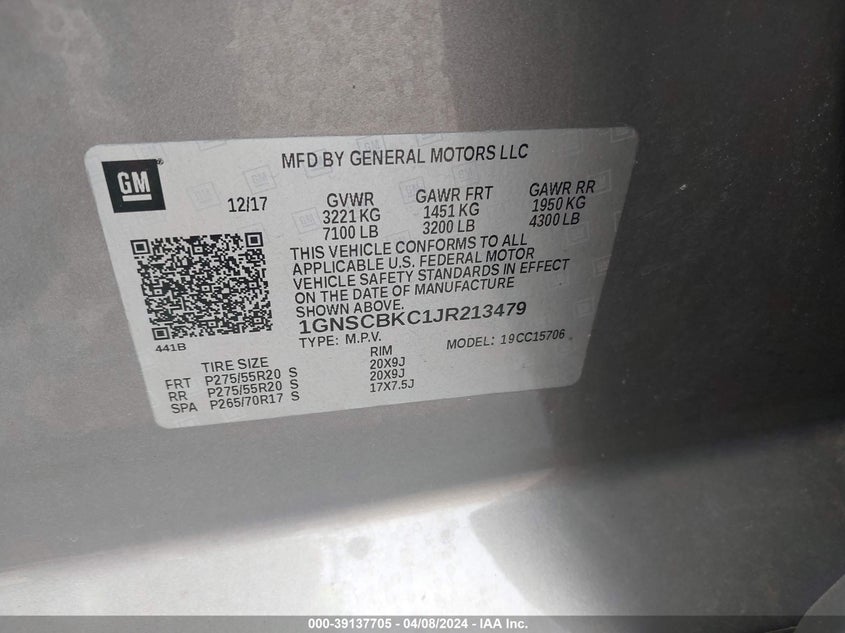 MFD BY GENERAL MOTORS LLC
GM®
12/17 GVWR GAWR FRT GAWR RR
3221 KG 1451 KG 1950 KG
7100 LB 3200 LB 4300 LB
THIS VEHICLE CONFORMS TO ALL
APPLICABLE U.S. FEDERAL MOTOR
VEHICLE SAFETY STANDARDS IN EFFECT
ON THE DATE OF MANUFACTURE
SHOWN ABOVE.
1GNSCBKC1JR213479
441B
TYPE: M.P.V. MODEL: 19CC15706
TIRE SIZE RIM
FRT P275/55R20 S 20X9J
RR P275/55R20 S 20X9J
SPA P265/70R17 S 17X7.5J
000-39137705 - 04/08/2024 - IAA Inc.